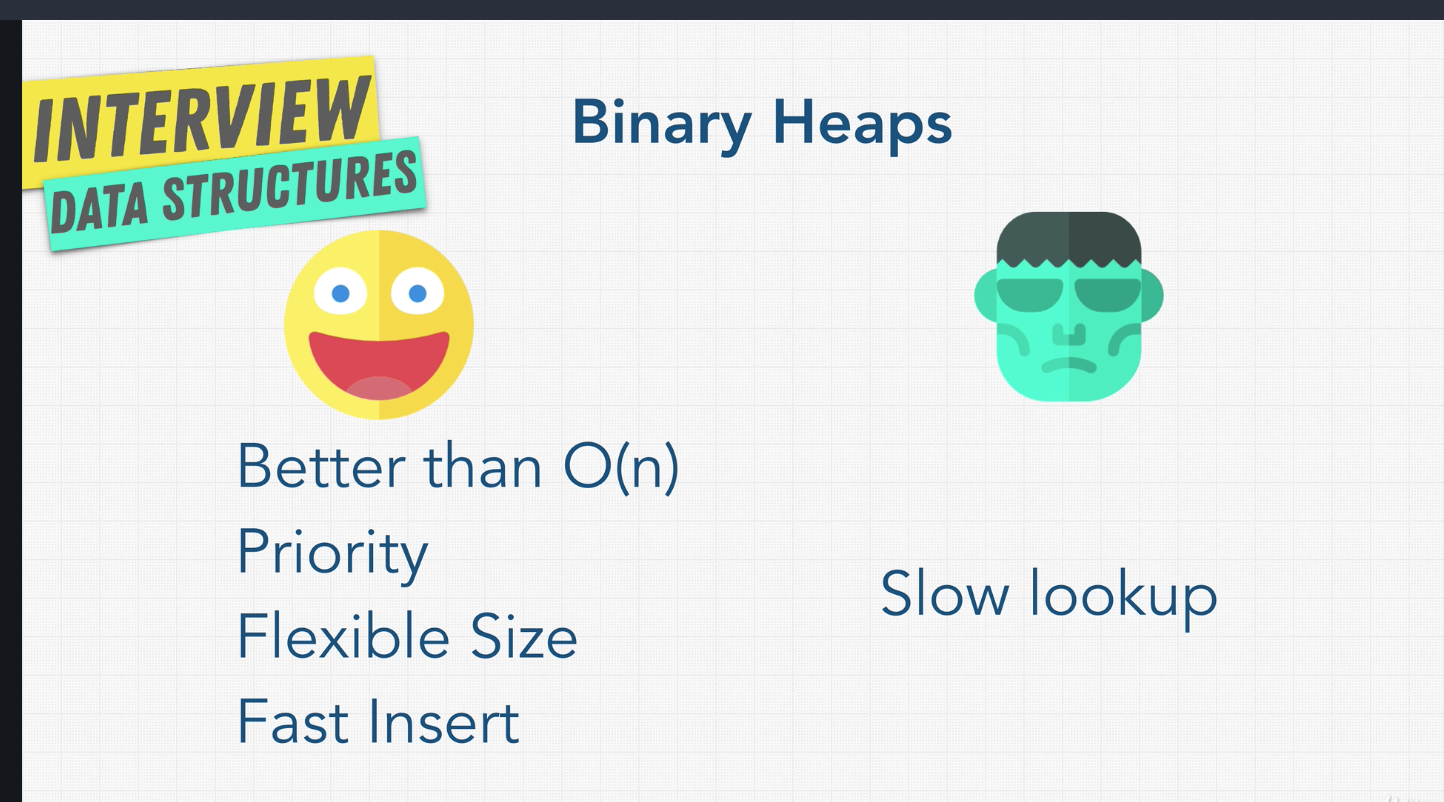 INTERVIEW
DATA STRUCTURES
Binary Heaps
Better than O(n)
Priority
Flexible Size
Fast Insert
Slow lookup